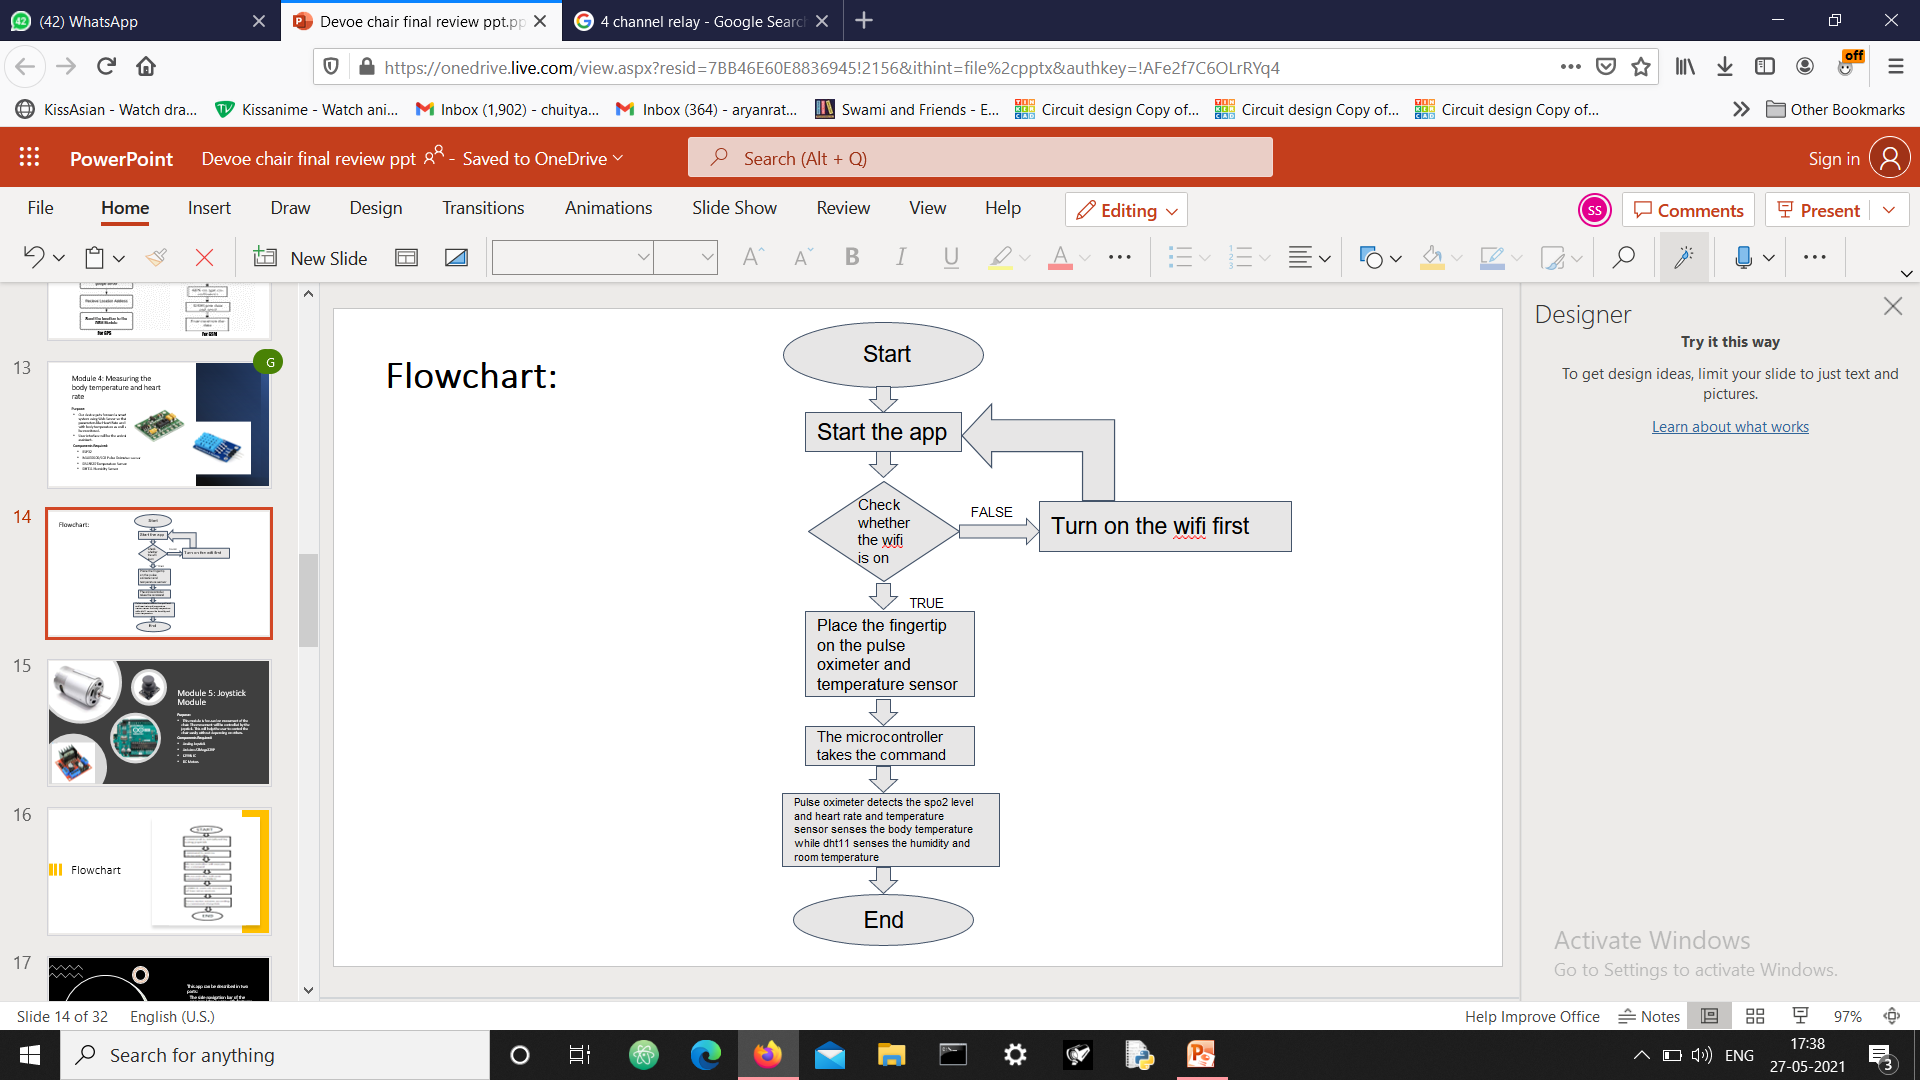 (42) WhatsApp
Devoe chair final review ppt.pp
4 channel relay - Google Searc
https://onedrive.live.com/view.aspx?resid=7BB46E60E8836945!2156&ithint=file%2cpptx&authkey=!AFe2f7C6OLrRYq4
off
KissAsian - Watch dra...
Kissanime - Watch ani...
Inbox (1,902) - chuitya...
Inbox (364) - aryanrat...
Swami and Friends - E...
Circuit design Copy of...
Circuit design Copy of...
Circuit design Copy of...
Other Bookmarks
PowerPoint
Devoe chair final review ppt - Saved to OneDrive
Search (Alt + Q)
Sign in
File Home Insert Draw Design Transitions Animations Slide Show Review View Help
Editing
SS
Comments
Present
New Slide
For GPS
For GSM
13
G
Module 4: Measuring the
body temperature and heart
rate
14
Flowchart:
15
Module 5: Joystick
Module
16
Flowchart
17
Flowchart:
Start
Start the app
Check
whether
the wifi
is on
FALSE
Turn on the wifi first
TRUE
Place the fingertip
on the pulse
oximeter and
temperature sensor
The microcontroller
takes the command
Pulse oximeter detects the spo2 level
and heart rate and temperature
sensor senses the body temperature
while dht11 senses the humidity and
room temperature
End
Designer
Try it this way
To get design ideas, limit your slide to just text and
pictures.
Learn about what works
Activate Windows
Go to Settings to activate Windows.
Slide 14 of 32
English (U.S.)
Help Improve Office
Notes
97%
Search for anything
ENG
17:38
27-05-2021
3